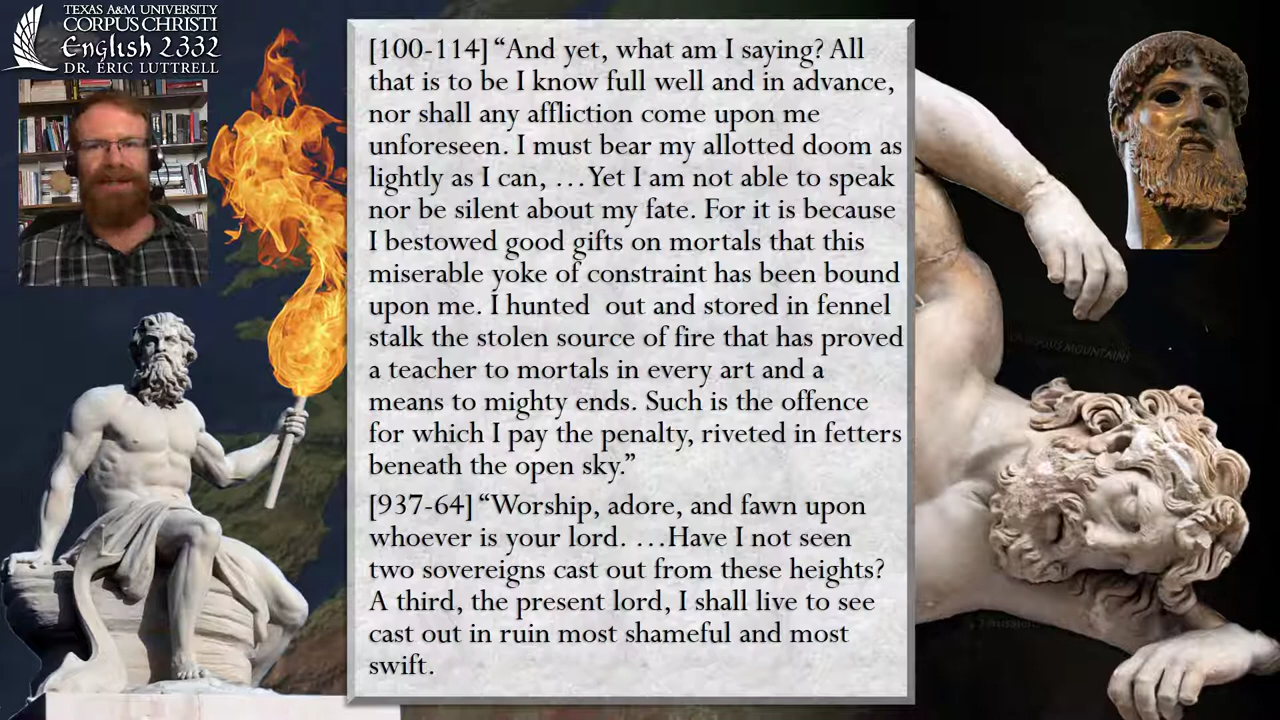 TEXAS A&M UNIVERSITY
CORPUS CHRISTI
English 2332
DR. ERIC LUTTRELL
[100-114] “And yet, what am I saying? All
that is to be I know full well and in advance,
nor shall any affliction come upon me
unforeseen. I must bear my allotted doom as
lightly as I can, …Yet I am not able to speak
nor be silent about my fate. For it is because
I bestowed good gifts on mortals that this
miserable yoke of constraint has been bound
upon me. I hunted  out and stored in fennel
stalk the stolen source of fire that has proved
a teacher to mortals in every art and a
means to mighty ends. Such is the offence
for which I pay the penalty, riveted in fetters
beneath the open sky.”
[937-64] “Worship, adore, and fawn upon
whoever is your lord. …Have I not seen
two sovereigns cast out from these heights?
A third, the present lord, I shall live to see
cast out in ruin most shameful and most
swift.